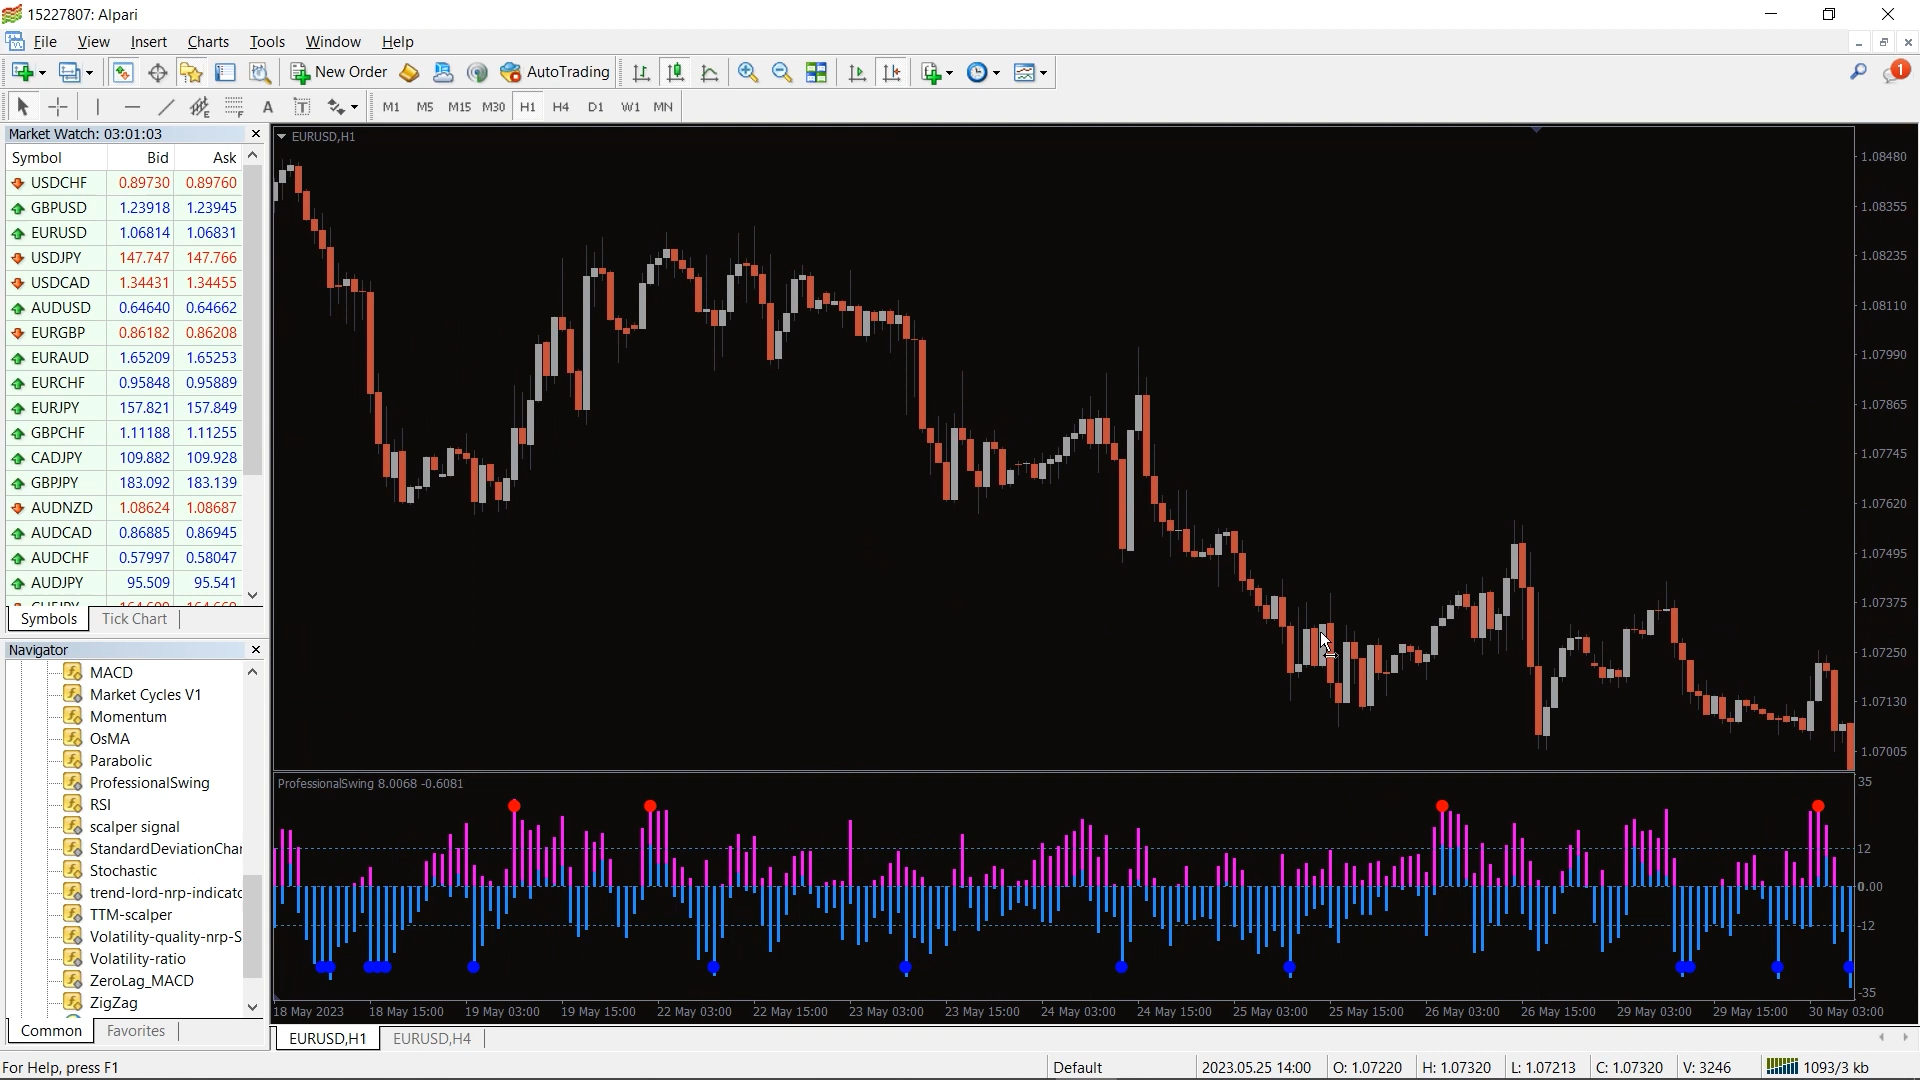 15227807: Alpari
File View Insert Charts Tools Window Help
New Order AutoTrading 1
A T M1 M5 M15 M30 H1 H4 D1 W1 MN
Market Watch: 03:01:03
Symbol Bid Ask
USDCHF 0.89730 0.89760
GBPUSD 1.23918 1.23945
EURUSD 1.06814 1.06831
USDJPY 147.747 147.766
USDCAD 1.34431 1.34455
AUDUSD 0.64640 0.64662
EURGBP 0.86182 0.86208
EURAUD 1.65209 1.65253
EURCHF 0.95848 0.95889
EURJPY 157.821 157.849
GBPCHF 1.11188 1.11255
CADJPY 109.882 109.928
GBPJPY 183.092 183.139
AUDNZD 1.08624 1.08687
AUDCAD 0.86885 0.86945
AUDCHF 0.57997 0.58047
AUDJPY 95.509 95.541
Symbols Tick Chart
Navigator
MACD
Market Cycles V1
Momentum
OsMA
Parabolic
ProfessionalSwing
RSI
scalper signal
StandardDeviationChar
Stochastic
trend-lord-nrp-indicato
TTM-scalper
Volatility-quality-nrp-S
Volatility-ratio
ZeroLag_MACD
ZigZag
Common Favorites
EURUSD,H1
1.08480
1.08355
1.08235
1.08110
1.07990
1.07865
1.07745
1.07620
1.07495
1.07375
1.07250
1.07130
1.07005
ProfessionalSwing 8.0068 -0.6081
35
12
0.00
-12
-35
18 May 2023 18 May 15:00 19 May 03:00 19 May 15:00 22 May 03:00 22 May 15:00 23 May 03:00 23 May 15:00 24 May 03:00 24 May 15:00 25 May 03:00 25 May 15:00 26 May 03:00 26 May 15:00 29 May 03:00 29 May 15:00 30 May 03:00
EURUSD,H1 EURUSD,H4
For Help, press F1 Default 2023.05.25 14:00 O: 1.07220 H: 1.07320 L: 1.07213 C: 1.07320 V: 3246 1093/3 kb